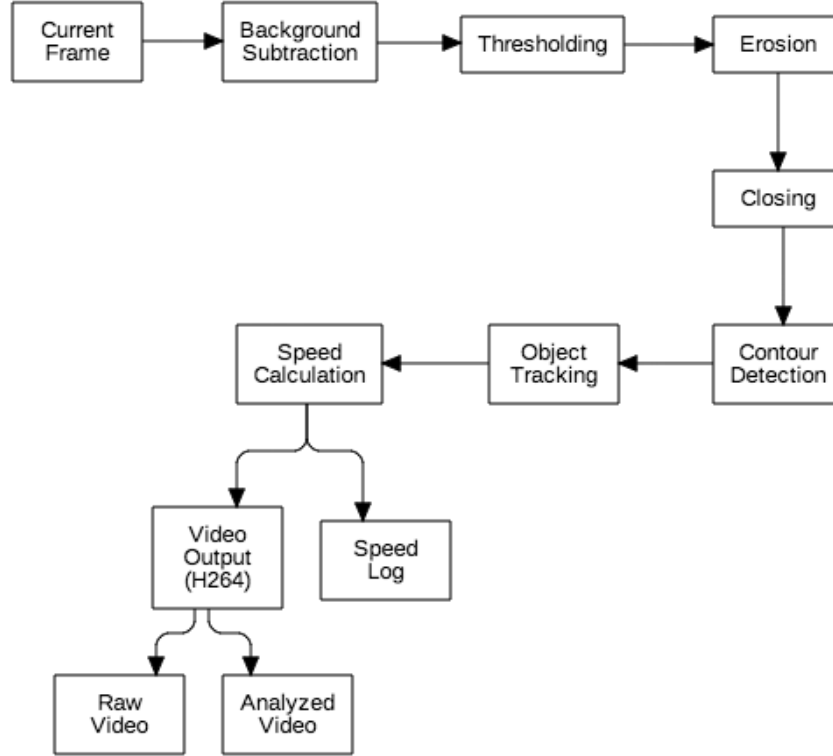 Current
Frame
Background
Subtraction
Thresholding
Erosion
Closing
Contour
Detection
Object
Tracking
Speed
Calculation
Video
Output
(H264)
Speed
Log
Raw
Video
Analyzed
Video